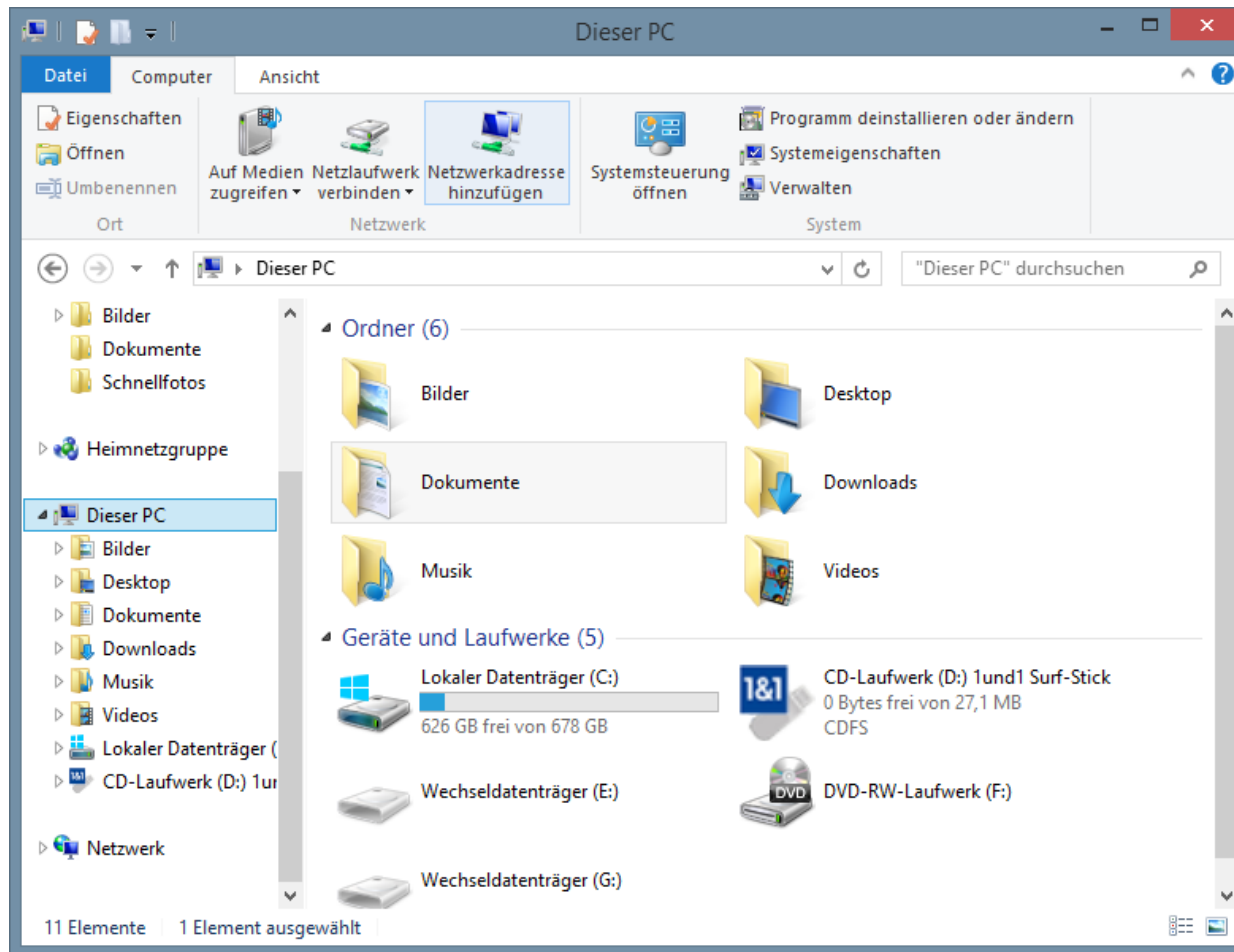 Dieser PC
Datei Computer Ansicht
Eigenschaften
Öffnen
Umbenennen
Ort
Auf Medien
zugreifen
Netzlaufwerk
verbinden
Netzwerkadresse
hinzufügen
Netzwerk
Systemsteuerung
öffnen
Programm deinstallieren oder ändern
Systemeigenschaften
Verwalten
System
Dieser PC
"Dieser PC" durchsuchen
Bilder
Dokumente
Schnellfotos
Heimnetzgruppe
Dieser PC
Bilder
Desktop
Dokumente
Downloads
Musik
Videos
Lokaler Datenträger (
CD-Laufwerk (D:) 1ur
Netzwerk
Ordner (6)
Bilder
Desktop
Dokumente
Downloads
Musik
Videos
Geräte und Laufwerke (5)
Lokaler Datenträger (C:)
626 GB frei von 678 GB
1&1
CD-Laufwerk (D:) 1und1 Surf-Stick
0 Bytes frei von 27,1 MB
CDFS
Wechseldatenträger (E:)
DVD
DVD-RW-Laufwerk (F:)
Wechseldatenträger (G:)
11 Elemente 1 Element ausgewählt